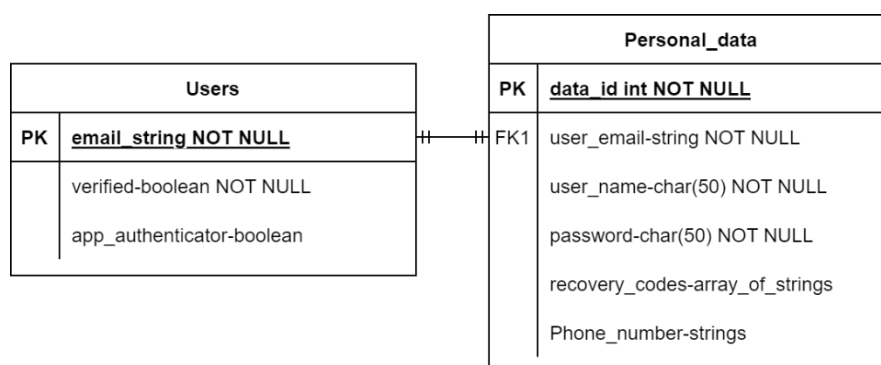 Users
PK email_string NOT NULL
verified-boolean NOT NULL
app_authenticator-boolean
Personal_data
PK data_id int NOT NULL
FK1 user_email-string NOT NULL
user_name-char(50) NOT NULL
password-char(50) NOT NULL
recovery_codes-array_of_strings
Phone_number-strings